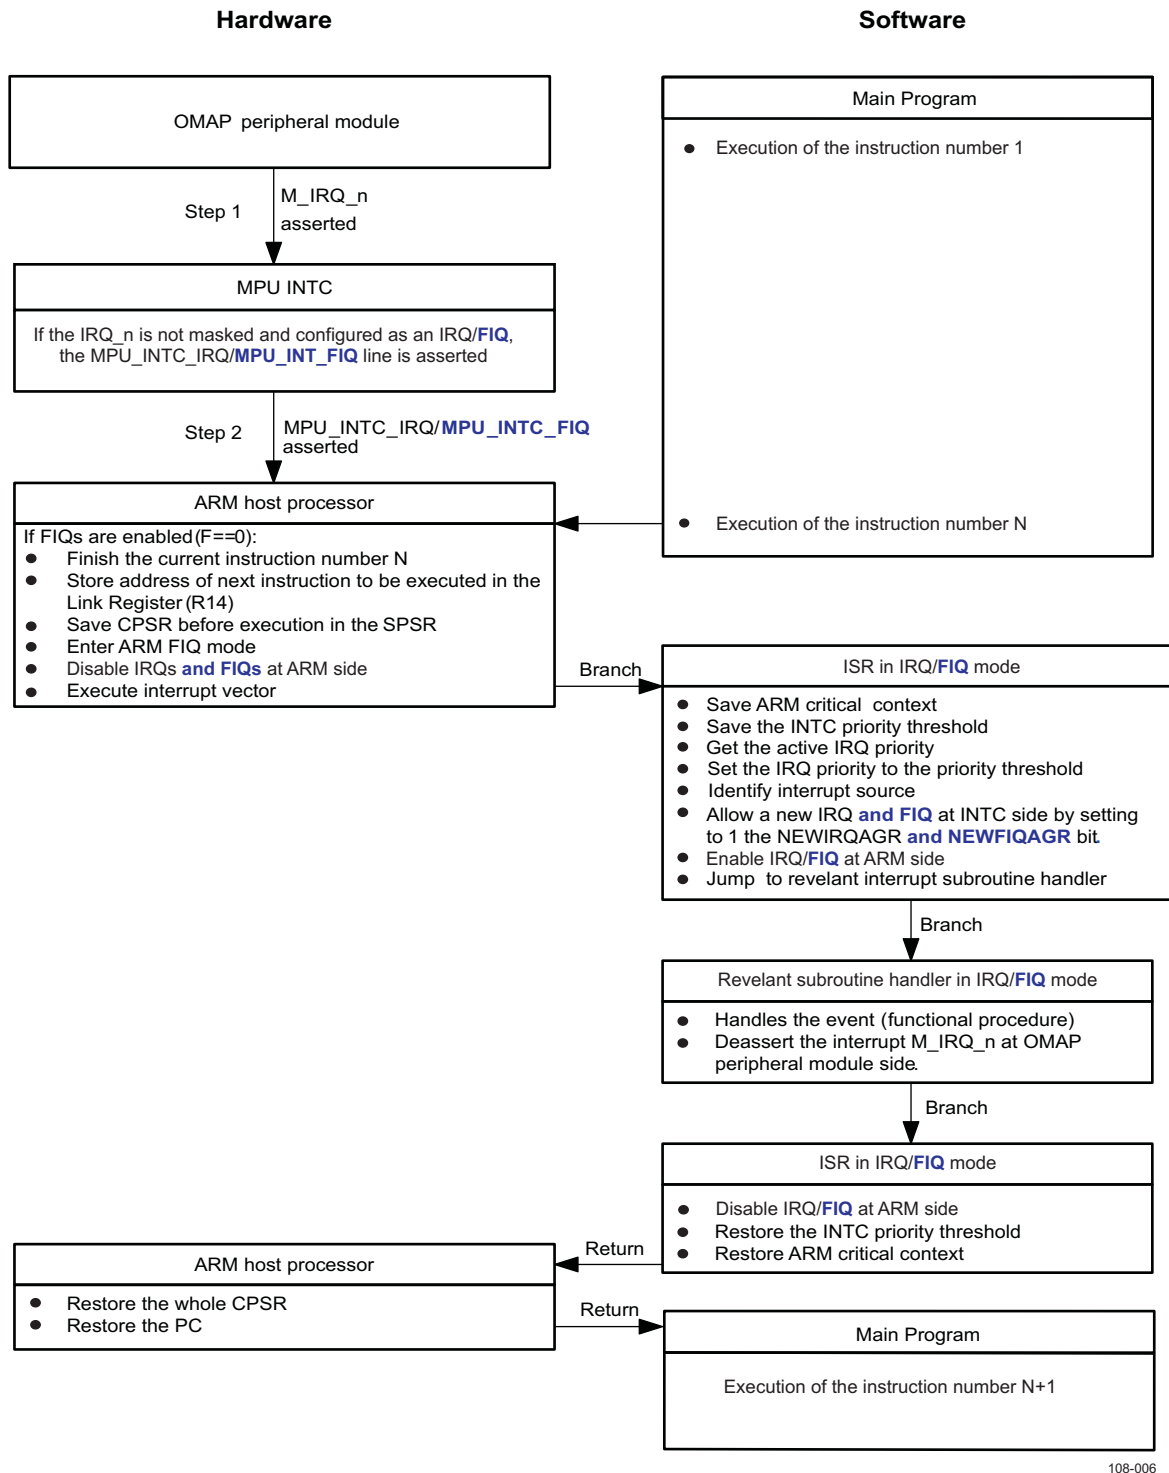 Hardware
Software
OMAP peripheral module
Main Program
Execution of the instruction number 1
Step 1
M_IRQ_n
asserted
MPU INTC
If the IRQ_n is not masked and configured as an IRQ/FIQ,
the MPU_INTC_IRQ/MPU_INT_FIQ line is asserted
Step 2
MPU_INTC_IRQ/MPU_INTC_FIQ
asserted
ARM host processor
If FIQs are enabled(F==0):
● Finish the current instruction number N
● Store address of next instruction to be executed in the
Link Register(R14)
● Save CPSR before execution in the SPSR
● Enter ARM FIQ mode
● Disable IRQs and FIQs at ARM side
● Execute interrupt vector
● Execution of the instruction number N
Branch
ISR in IRQ/FIQ mode
● Save ARM critical context
● Save the INTC priority threshold
● Get the active IRQ priority
● Set the IRQ priority to the priority threshold
● Identify interrupt source
● Allow a new IRQ and FIQ at INTC side by setting
to 1 the NEWIRQAGR and NEWFIQAGR bit.
● Enable IRQ/FIQ at ARM side
● Jump to revelant interrupt subroutine handler
Branch
Revelant subroutine handler in IRQ/FIQ mode
● Handles the event (functional procedure)
● Deassert the interrupt M_IRQ_n at OMAP
peripheral module side.
Branch
ISR in IRQ/FIQ mode
● Disable IRQ/FIQ at ARM side
● Restore the INTC priority threshold
● Restore ARM critical context
Return
ARM host processor
● Restore the whole CPSR
● Restore the PC
Return
Main Program
Execution of the instruction number N+1
108-006